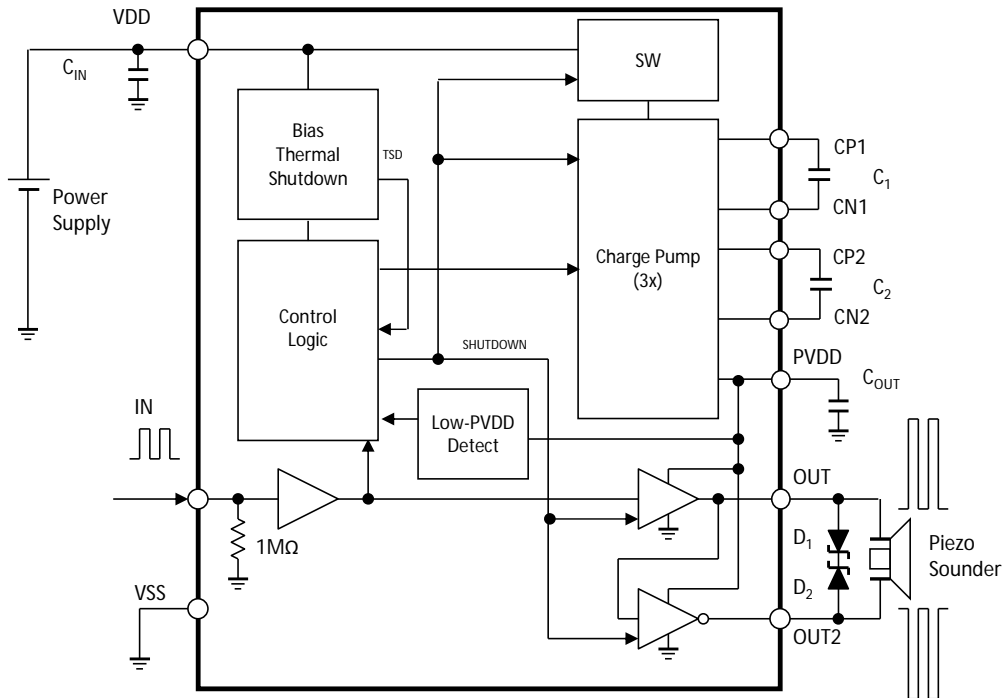 VDD
C_IN
SW
Bias
Thermal
Shutdown
TSD
CP1
C_1
CN1
Power
Supply
Charge Pump
(3x)
CP2
C_2
CN2
Control
Logic
SHUTDOWN
PVDD
C_OUT
IN
Low-PVDD
Detect
OUT
1MΩ
D_1
Piezo
Sounder
D_2
VSS
OUT2